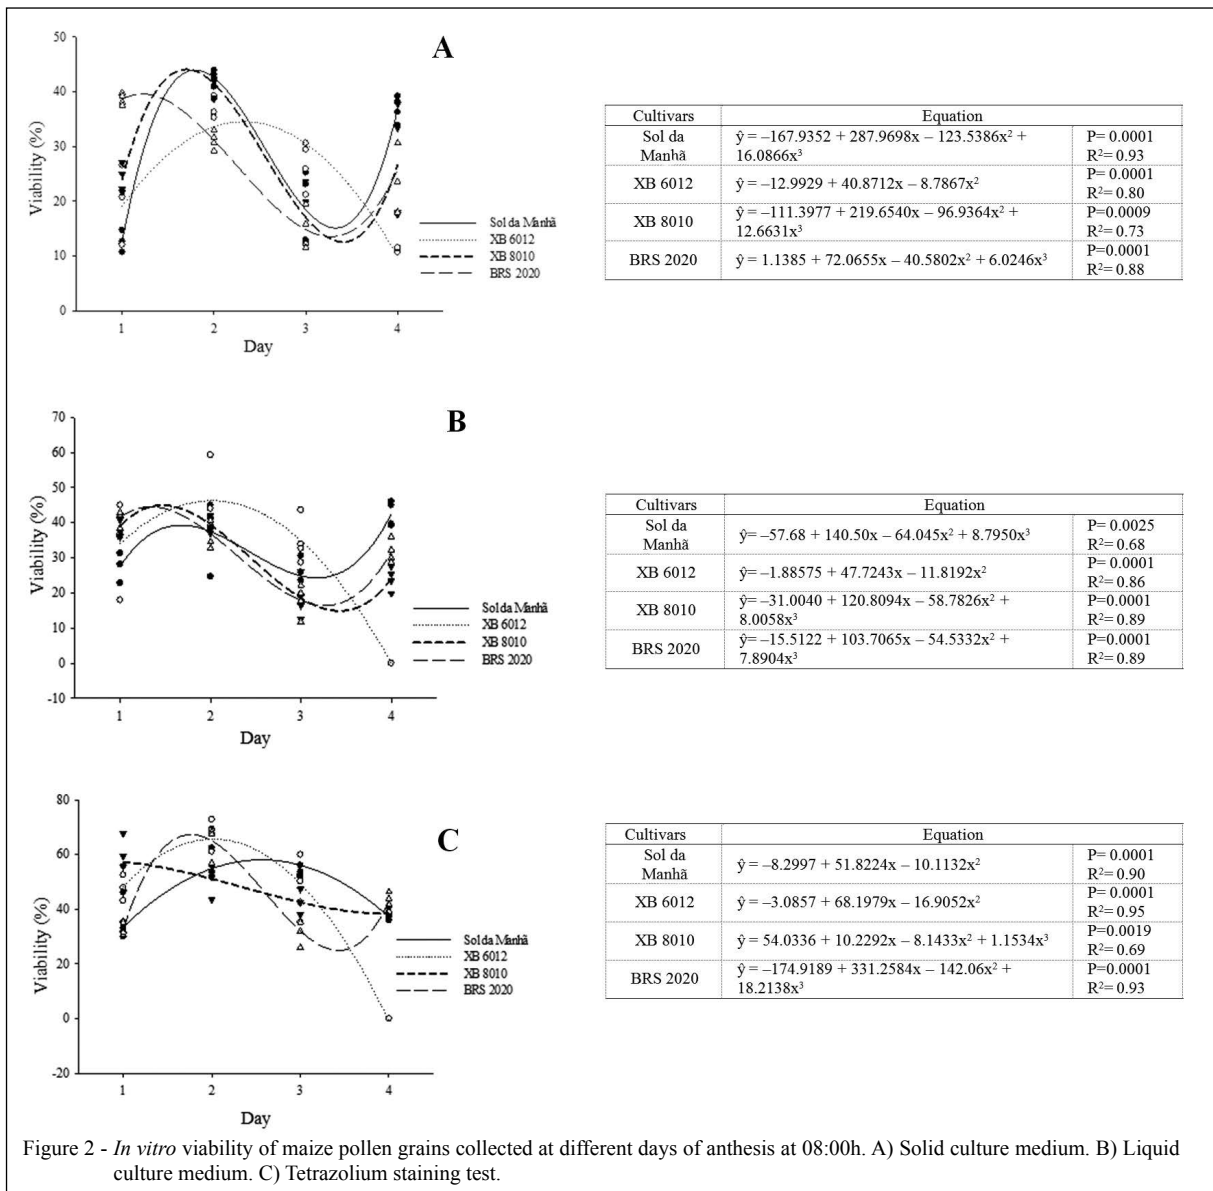 A
50
40
30
20
10
0
Viability (%)
1 2 3 4
Day
Sol da Manhã
XB 6012
XB 8010
BRS 2020
Cultivars Equation
Sol da Manhã ŷ = –167.9352 + 287.9698x – 123.5386x² + 16.0866x³ P= 0.0001 R²= 0.93
XB 6012 ŷ = –12.9929 + 40.8712x – 8.7867x² P= 0.0001 R²= 0.80
XB 8010 ŷ = –111.3977 + 219.6540x – 96.9364x² + 12.6631x³ P=0.0009 R²= 0.73
BRS 2020 ŷ = 1.1385 + 72.0655x – 40.5802x² + 6.0246x³ P=0.0001 R²= 0.88
B
70
60
50
40
30
20
10
0
-10
Viability (%)
1 2 3 4
Day
Sol da Manhã
XB 6012
XB 8010
BRS 2020
Cultivars Equation
Sol da Manhã ŷ= –57.68 + 140.50x – 64.045x² + 8.7950x³ P= 0.0025 R²= 0.68
XB 6012 ŷ= –1.88575 + 47.7243x – 11.8192x² P= 0.0001 R²= 0.86
XB 8010 ŷ= –31.0040 + 120.8094x – 58.7826x² + 8.0058x³ P=0.0001 R²= 0.89
BRS 2020 ŷ= –15.5122 + 103.7065x – 54.5332x² + 7.8904x³ P=0.0001 R²= 0.89
C
80
60
40
20
0
-20
Viability (%)
1 2 3 4
Day
Sol da Manhã
XB 6012
XB 8010
BRS 2020
Cultivars Equation
Sol da Manhã ŷ = –8.2997 + 51.8224x – 10.1132x² P= 0.0001 R²= 0.90
XB 6012 ŷ = –3.0857 + 68.1979x – 16.9052x² P= 0.0001 R²= 0.95
XB 8010 ŷ = 54.0336 + 10.2292x – 8.1433x² + 1.1534x³ P=0.0019 R²= 0.69
BRS 2020 ŷ = –174.9189 + 331.2584x – 142.06x² + 18.2138x³ P=0.0001 R²= 0.93
Figure 2 - In vitro viability of maize pollen grains collected at different days of anthesis at 08:00h. A) Solid culture medium. B) Liquid
culture medium. C) Tetrazolium staining test.